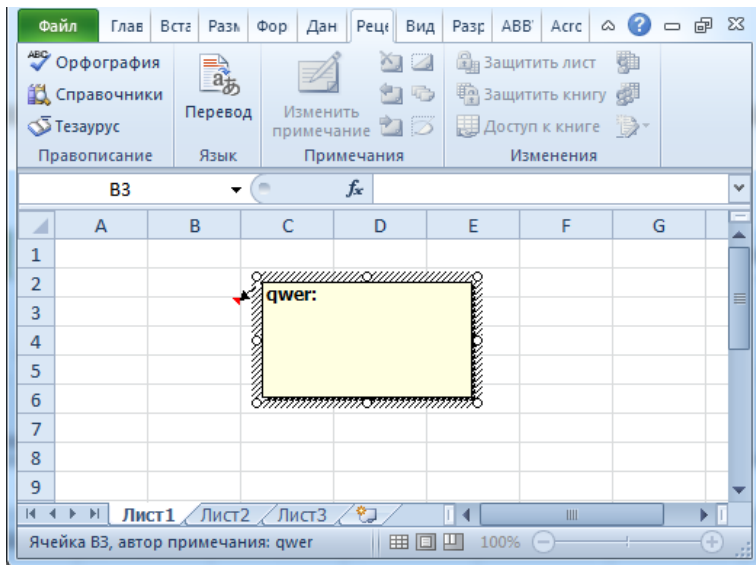 Файл Глав Вста Разм Фор Дан Реце Вид Разр ABBY Acrc
ABC Орфография
Справочники
Тезаурус
Правописание
Перевод
Язык
Изменить
примечание
Примечания
Защитить лист
Защитить книгу
Доступ к книге
Изменения
B3 fx
A B C D E F G
1
2
3
4
5
6
7
8
9
qwer:
Лист1 Лист2 Лист3
Ячейка B3, автор примечания: qwer 100%